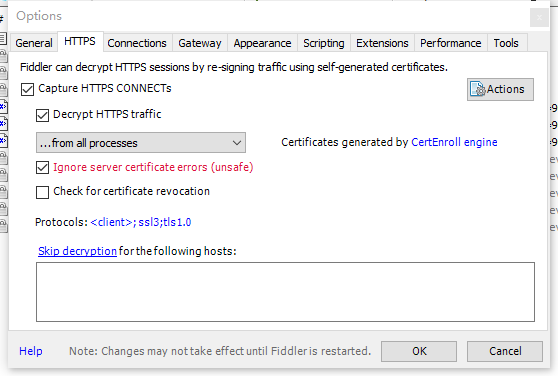 Options
General HTTPS Connections Gateway Appearance Scripting Extensions Performance Tools
Fiddler can decrypt HTTPS sessions by re-signing traffic using self-generated certificates.
Capture HTTPS CONNECTs
Actions
Decrypt HTTPS traffic
...from all processes
Certificates generated by CertEnroll engine
Ignore server certificate errors (unsafe)
Check for certificate revocation
Protocols: <client>; ssl3;tls1.0
Skip decryption for the following hosts:
Help
Note: Changes may not take effect until Fiddler is restarted.
OK
Cancel